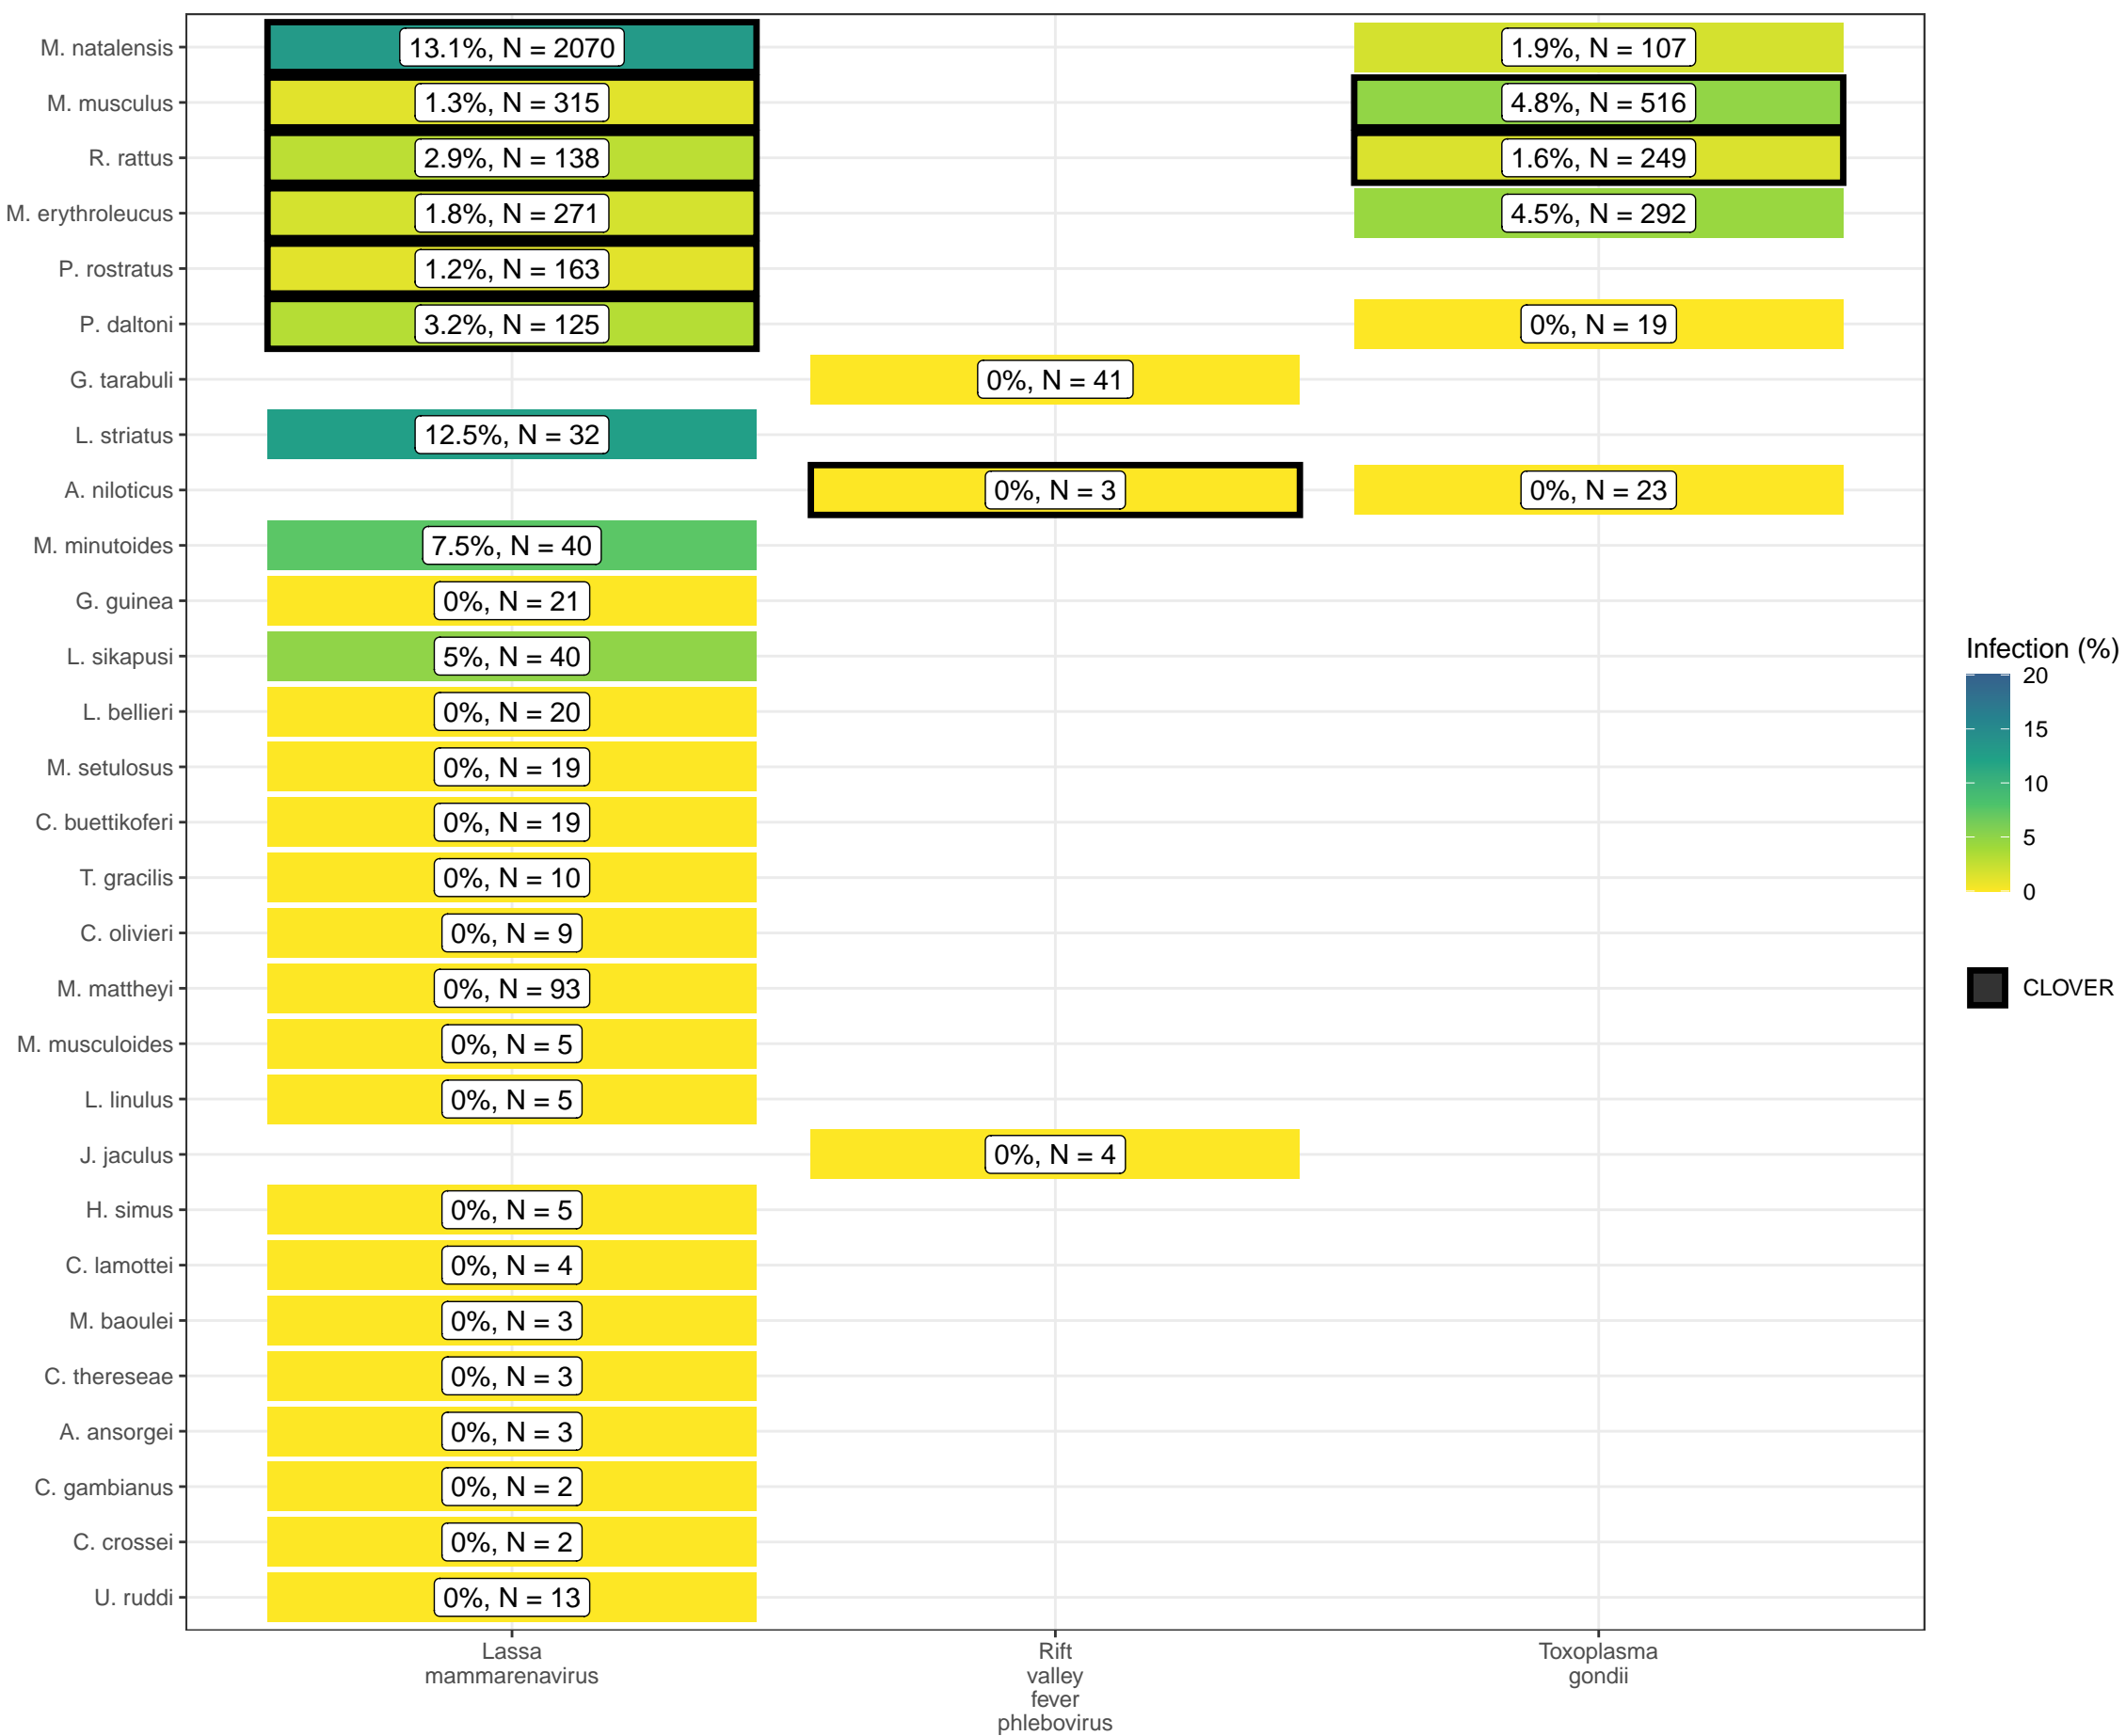 M. natalensis 13.1%, N = 2070 1.9%, N = 107
M. musculus 1.3%, N = 315 4.8%, N = 516
R. rattus 2.9%, N = 138 1.6%, N = 249
M. erythroleucus 1.8%, N = 271 4.5%, N = 292
P. rostratus 1.2%, N = 163
P. daltoni 3.2%, N = 125 0%, N = 19
G. tarabuli 0%, N = 41
L. striatus 12.5%, N = 32
A. niloticus 0%, N = 3 0%, N = 23
M. minutoides 7.5%, N = 40
G. guinea 0%, N = 21
L. sikapusi 5%, N = 40
L. bellieri 0%, N = 20
M. setulosus 0%, N = 19
C. buettikoferi 0%, N = 19
T. gracilis 0%, N = 10
C. olivieri 0%, N = 9
M. mattheyi 0%, N = 93
M. musculoides 0%, N = 5
L. linulus 0%, N = 5
J. jaculus 0%, N = 4
H. simus 0%, N = 5
C. lamottei 0%, N = 4
M. baoulei 0%, N = 3
C. thereseae 0%, N = 3
A. ansorgei 0%, N = 3
C. gambianus 0%, N = 2
C. crossei 0%, N = 2
U. ruddi 0%, N = 13
Lassa
mammarenavirus
Rift
valley
fever
phlebovirus
Toxoplasma
gondii
Infection (%)
20
15
10
5
0
CLOVER